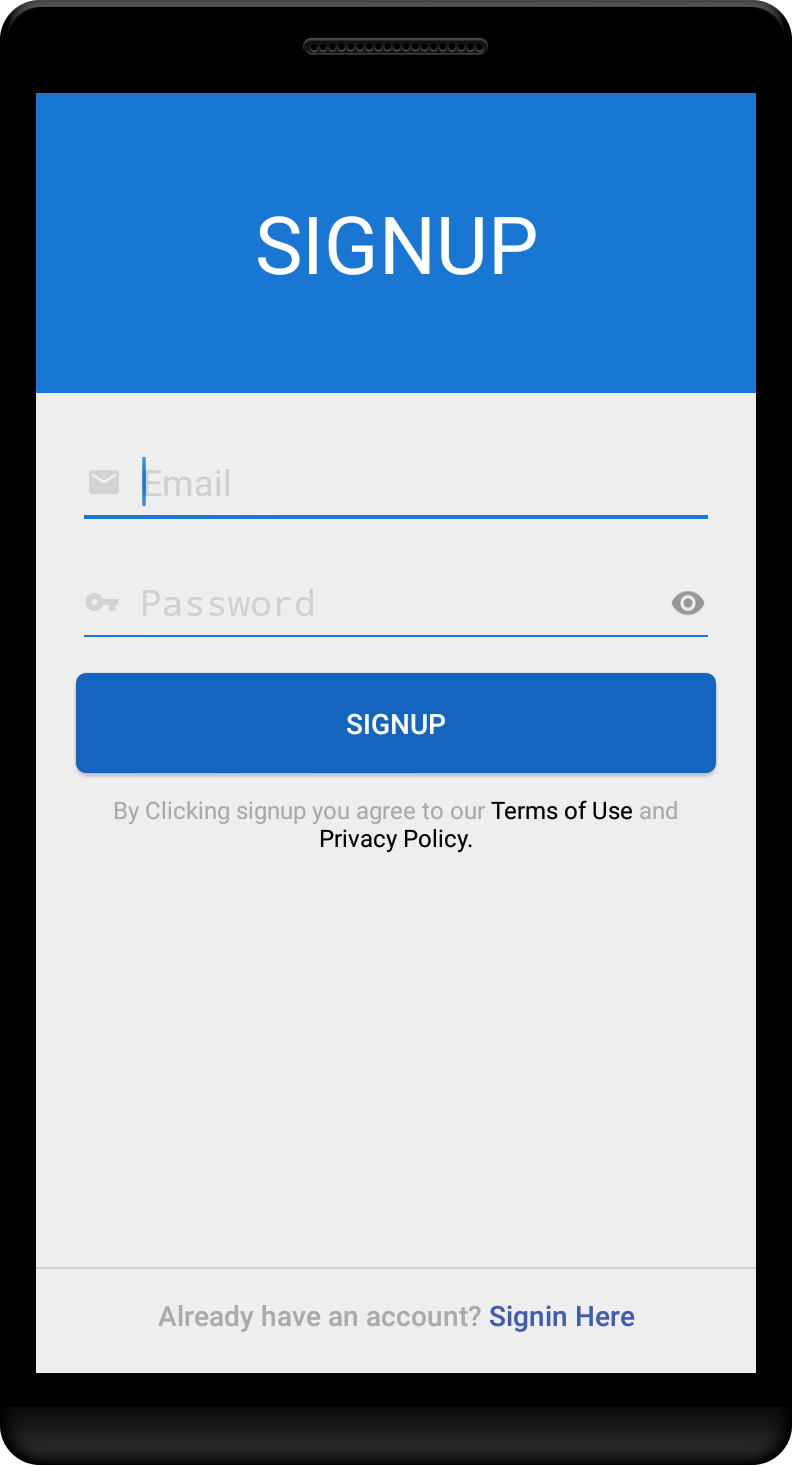 SIGNUP
Email
Password
SIGNUP
By Clicking signup you agree to our Terms of Use and
Privacy Policy.
Already have an account? Signin Here